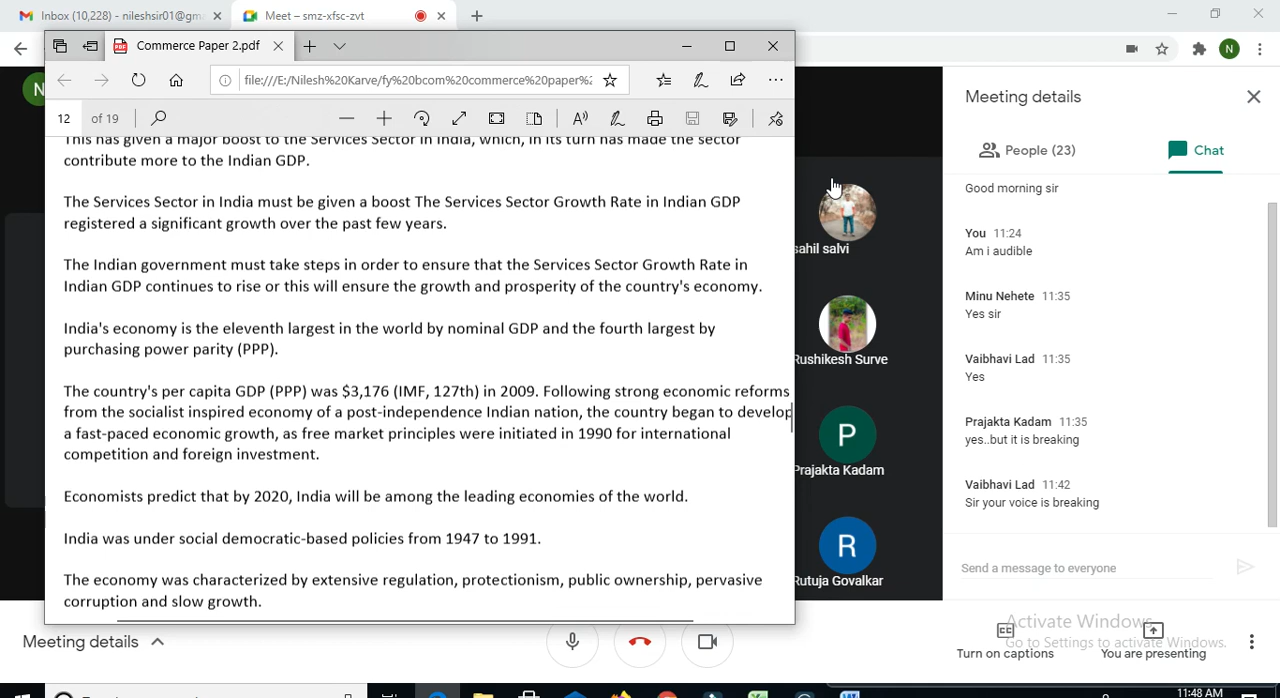 Inbox (10,228) - nileshsir01@gm
Meet – smz-xfsc-zvt
Commerce Paper 2.pdf
file:///E:/Nilesh%20Karve/fy%20bcom%20commerce%20paper%2
N
12 of 19
This has given a major boost to the Services Sector in India, which, in its turn has made the sector
contribute more to the Indian GDP.
The Services Sector in India must be given a boost The Services Sector Growth Rate in Indian GDP
registered a significant growth over the past few years.
The Indian government must take steps in order to ensure that the Services Sector Growth Rate in
Indian GDP continues to rise or this will ensure the growth and prosperity of the country's economy.
India's economy is the eleventh largest in the world by nominal GDP and the fourth largest by
purchasing power parity (PPP).
The country's per capita GDP (PPP) was $3,176 (IMF, 127th) in 2009. Following strong economic reforms
from the socialist inspired economy of a post-independence Indian nation, the country began to develop
a fast-paced economic growth, as free market principles were initiated in 1990 for international
competition and foreign investment.
Economists predict that by 2020, India will be among the leading economies of the world.
India was under social democratic-based policies from 1947 to 1991.
The economy was characterized by extensive regulation, protectionism, public ownership, pervasive
corruption and slow growth.
N
sahil salvi
Rushikesh Surve
P
Prajakta Kadam
R
Rutuja Govalkar
Meeting details
People (23)
Chat
Good morning sir
You 11:24
Am i audible
Minu Nehete 11:35
Yes sir
Vaibhavi Lad 11:35
Yes
Prajakta Kadam 11:35
yes..but it is breaking
Vaibhavi Lad 11:42
Sir your voice is breaking
Send a message to everyone
Activate Windows
Go to Settings to activate Windows.
Meeting details
Turn on captions
You are presenting
11:48 AM